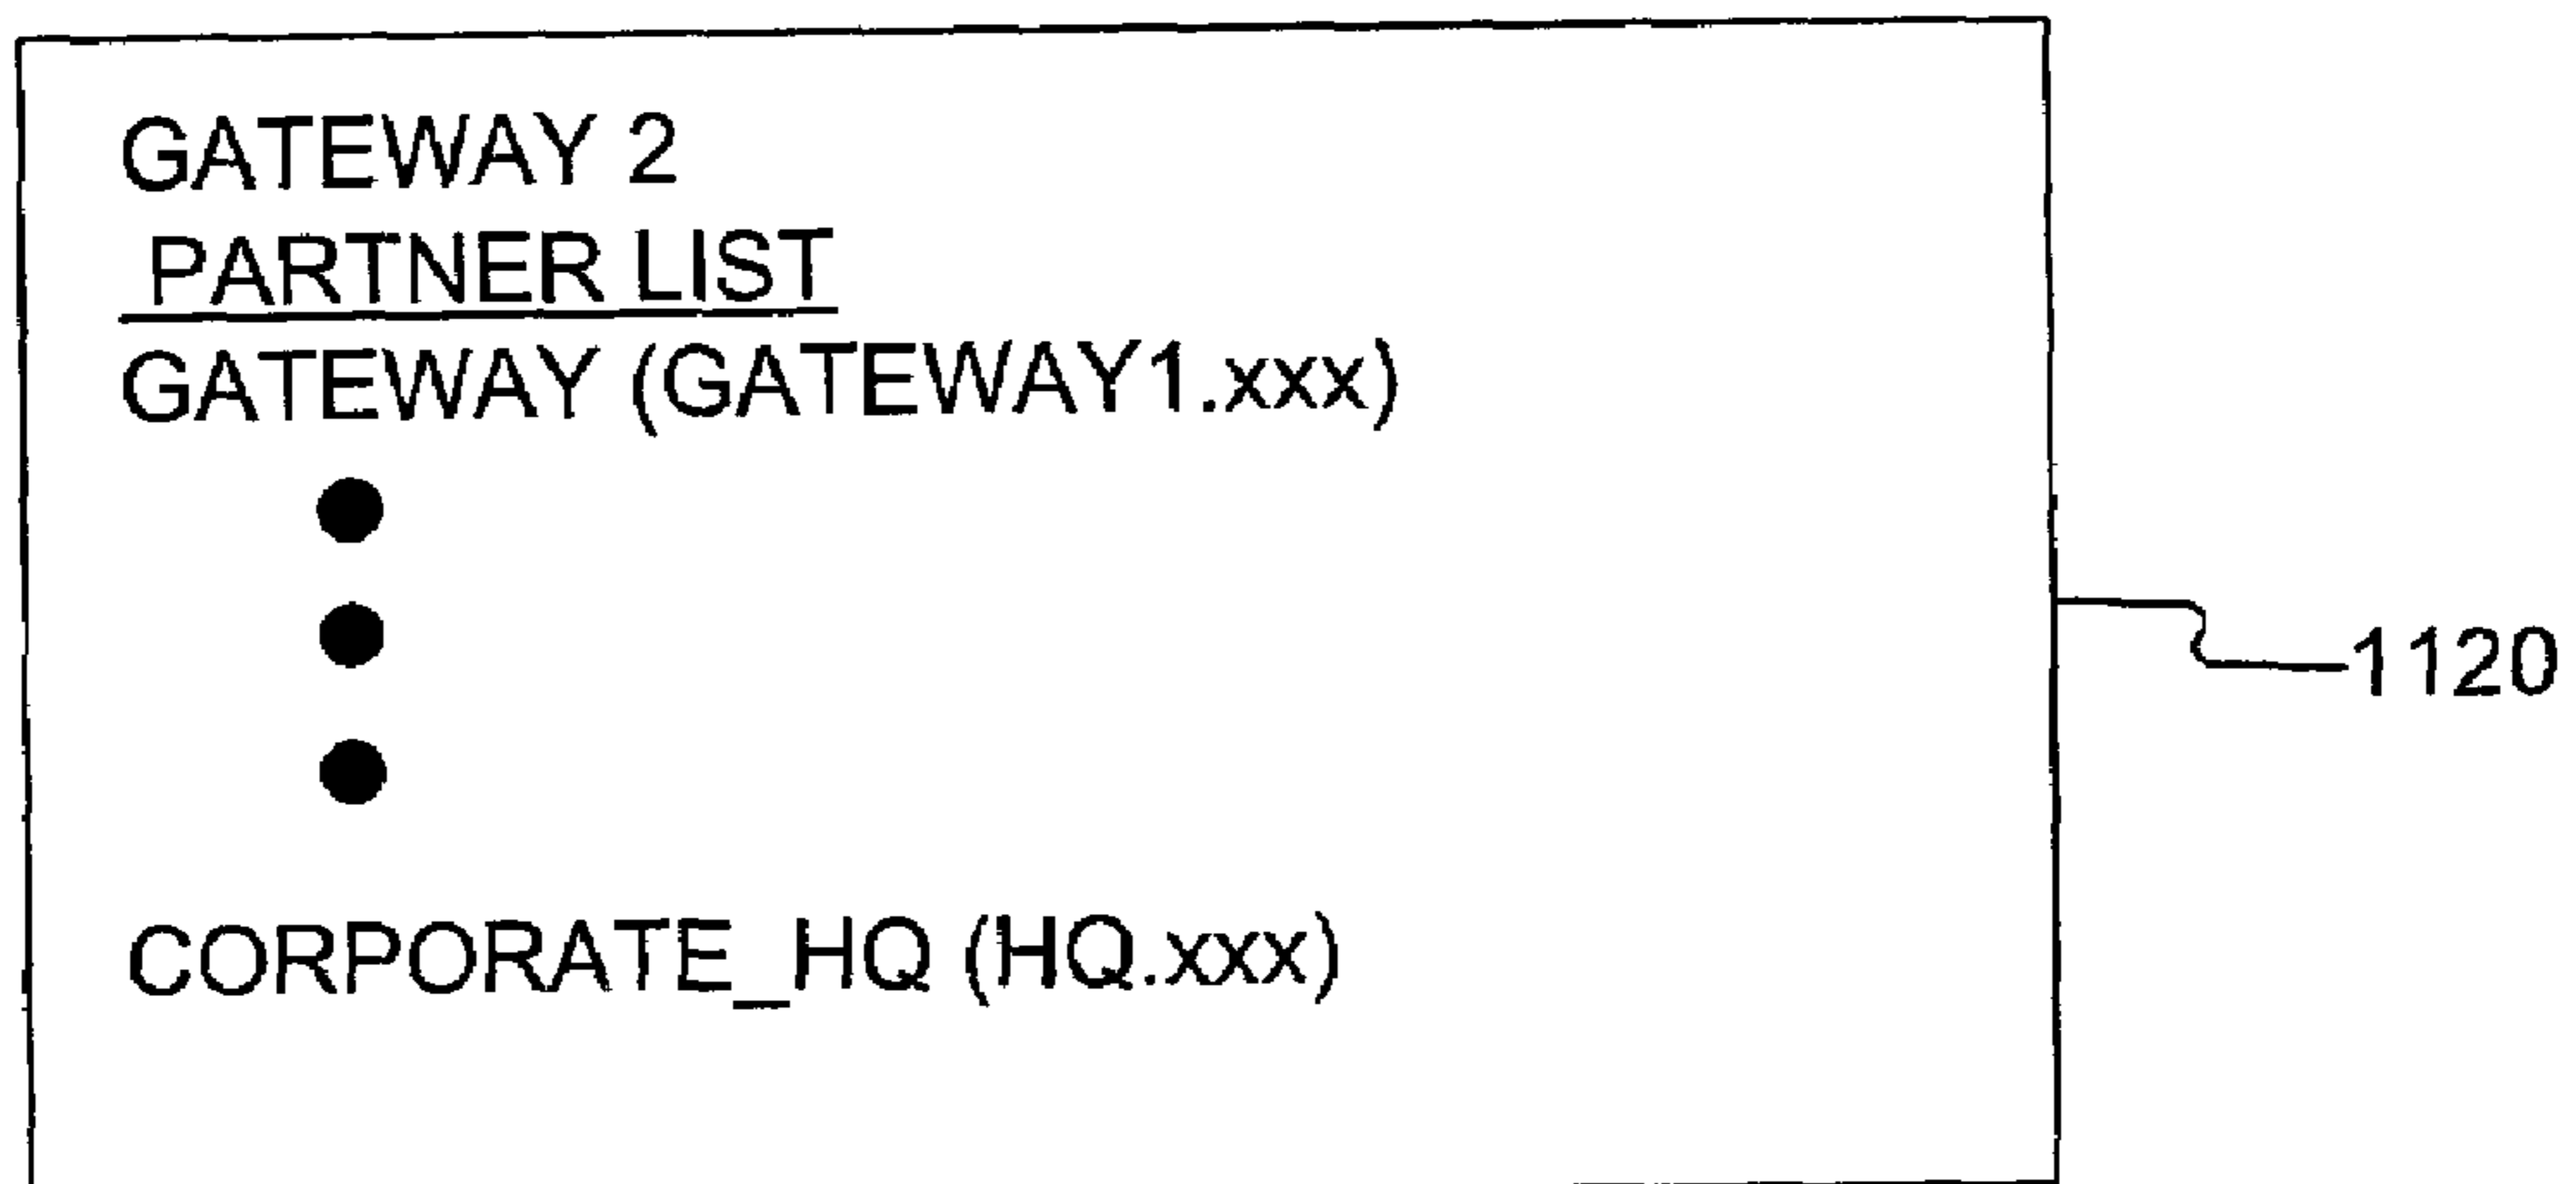 GATEWAY 2
PARTNER LIST
GATEWAY (GATEWAY1.xxx)
1120
CORPORATE_HQ (HQ.xxx)